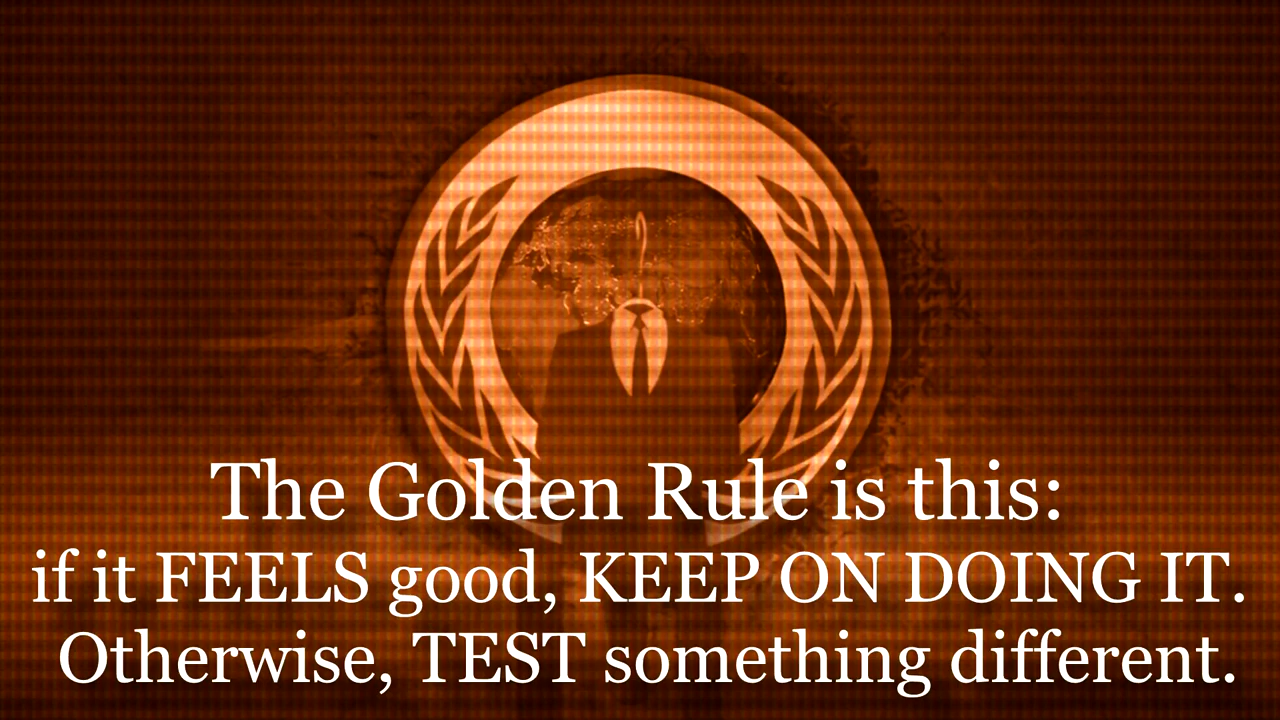 The Golden Rule is this:
if it FEELS good, KEEP ON DOING IT.
Otherwise, TEST something different.